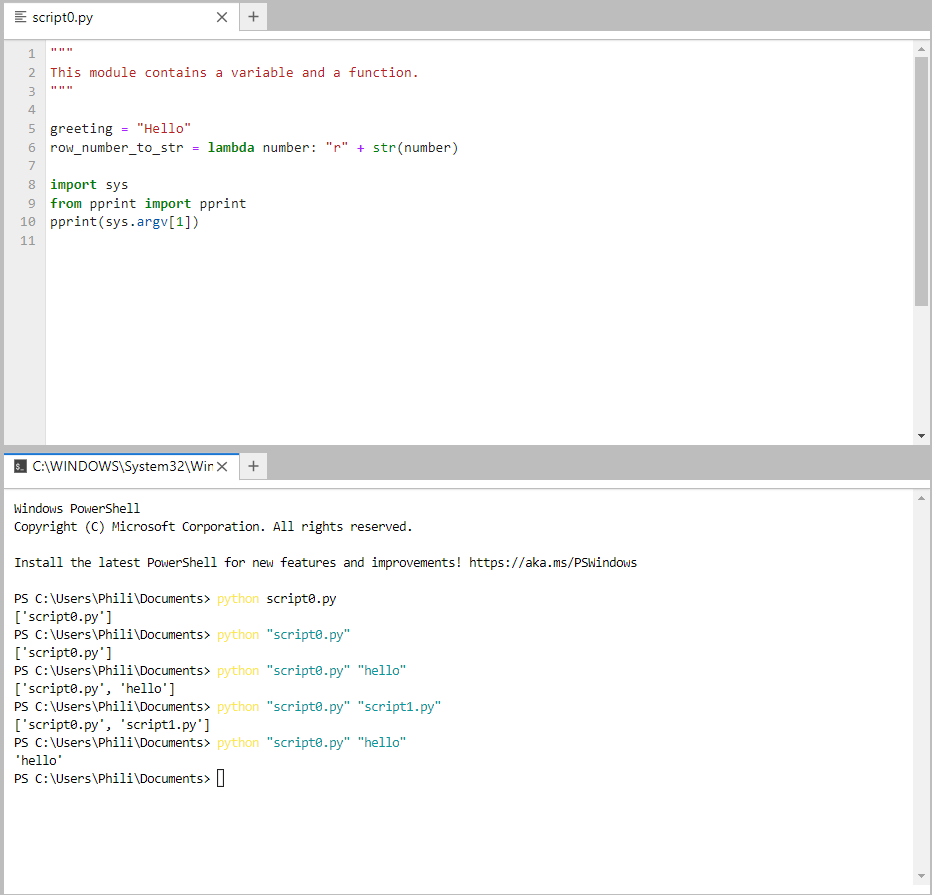 script0.py
1 """
2 This module contains a variable and a function.
3 """
4
5 greeting = "Hello"
6 row_number_to_str = lambda number: "r" + str(number)
7
8 import sys
9 from pprint import pprint
10 pprint(sys.argv[1])
11
C:\WINDOWS\System32\Win
Windows PowerShell
Copyright (C) Microsoft Corporation. All rights reserved.
Install the latest PowerShell for new features and improvements! https://aka.ms/PSWindows
PS C:\Users\Phili\Documents> python script0.py
['script0.py']
PS C:\Users\Phili\Documents> python "script0.py"
['script0.py']
PS C:\Users\Phili\Documents> python "script0.py" "hello"
['script0.py', 'hello']
PS C:\Users\Phili\Documents> python "script0.py" "script1.py"
['script0.py', 'script1.py']
PS C:\Users\Phili\Documents> python "script0.py" "hello"
'hello'
PS C:\Users\Phili\Documents>